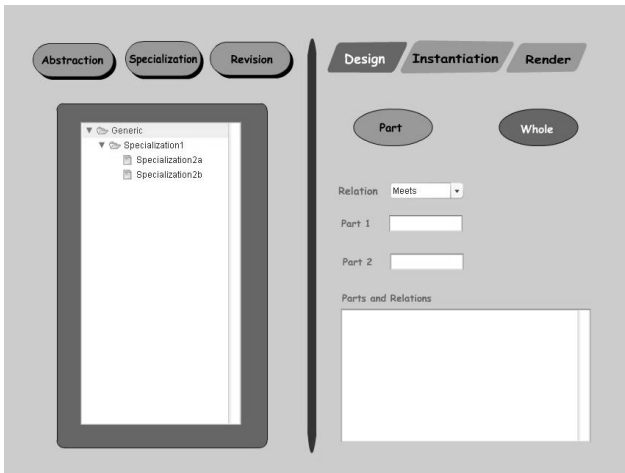 Abstraction
Specialization
Revision
Design
Instantiation
Render
Generic
Specialization1
Specialization2a
Specialization2b
Part
Whole
Relation Meets
Part 1
Part 2
Parts and Relations